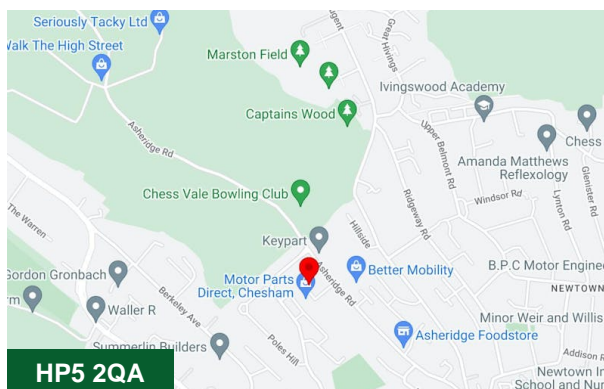 Seriously Tacky Ltd
Walk The High Street
Marston Field
Great Hivings
Captains Wood
Ivingswood Academy
Asheridge Rd
Upper Belmont Rd
Chess
Amanda Matthews
Reflexology
Glenister Rd
Chess Vale Bowling Club
Ridgeway Rd
Lynton Rd
Windsor Rd
The Warren
Hillside
Keypart
Gordon Gronbach
Motor Parts
Direct, Chesham
Asheridge Rd
Better Mobility
B.P.C Motor Engine
NEWTOWN
Berkeley Ave
Waller R
Minor Weir and Willis
Asheridge Foodstore
Summerlin Builders
Poles Hill
Addison R
Newtown In
School and Nu
HP5 2QA